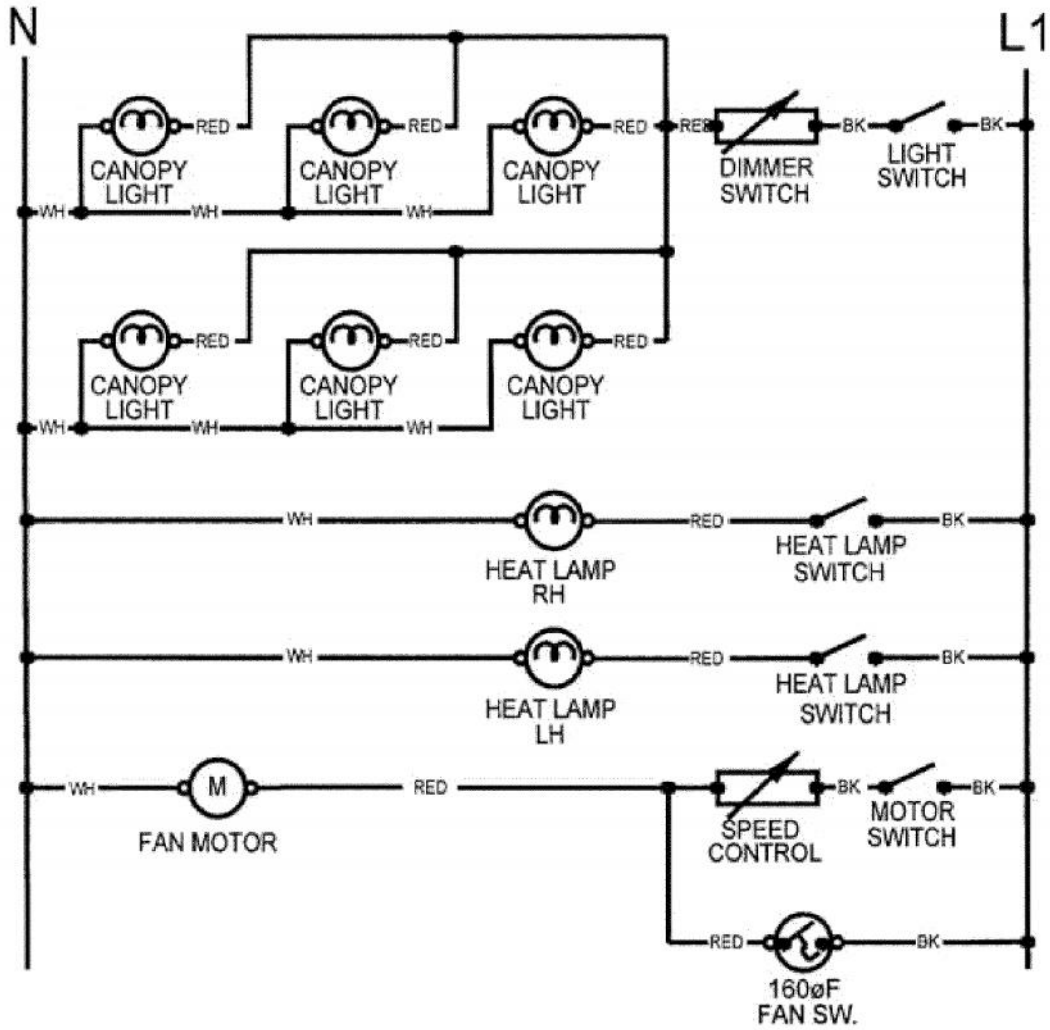 N
L1
RED
RED
RED
RED
BK
BK
CANOPY
LIGHT
CANOPY
LIGHT
CANOPY
LIGHT
DIMMER
SWITCH
LIGHT
SWITCH
WH
WH
WH
RED
RED
RED
CANOPY
LIGHT
CANOPY
LIGHT
CANOPY
LIGHT
WH
WH
WH
WH
RED
BK
HEAT LAMP
RH
HEAT LAMP
SWITCH
WH
RED
BK
HEAT LAMP
LH
HEAT LAMP
SWITCH
WH
M
RED
BK
BK
FAN MOTOR
SPEED
CONTROL
MOTOR
SWITCH
RED
BK
160øF
FAN SW.